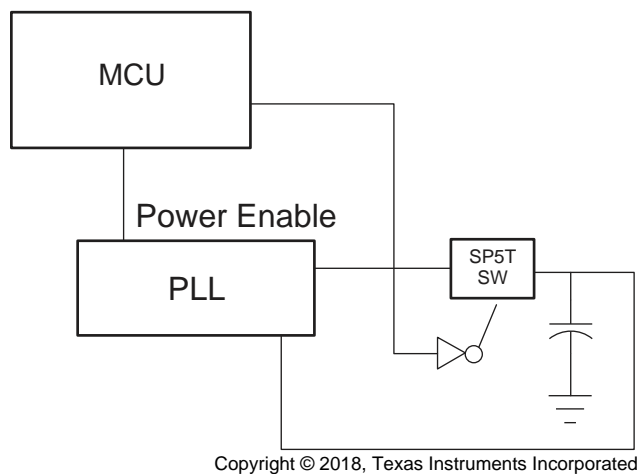 MCU
Power Enable
PLL
SP5T
SW
Copyright © 2018, Texas Instruments Incorporated